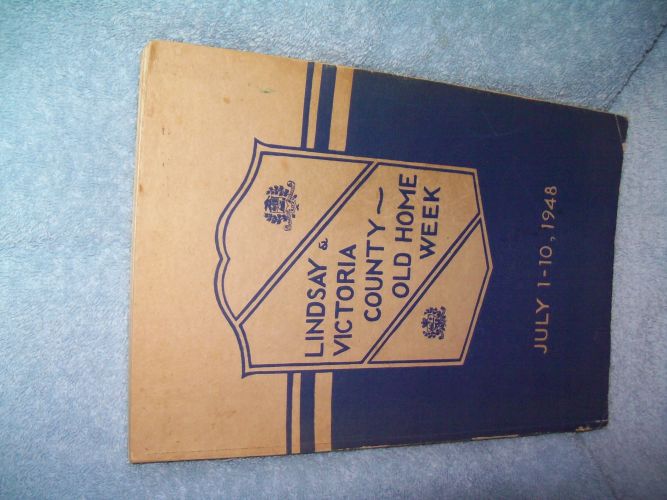 LINDSAY &
VICTORIA
COUNTY ~
OLD HOME
WEEK
JULY 1-10, 1948